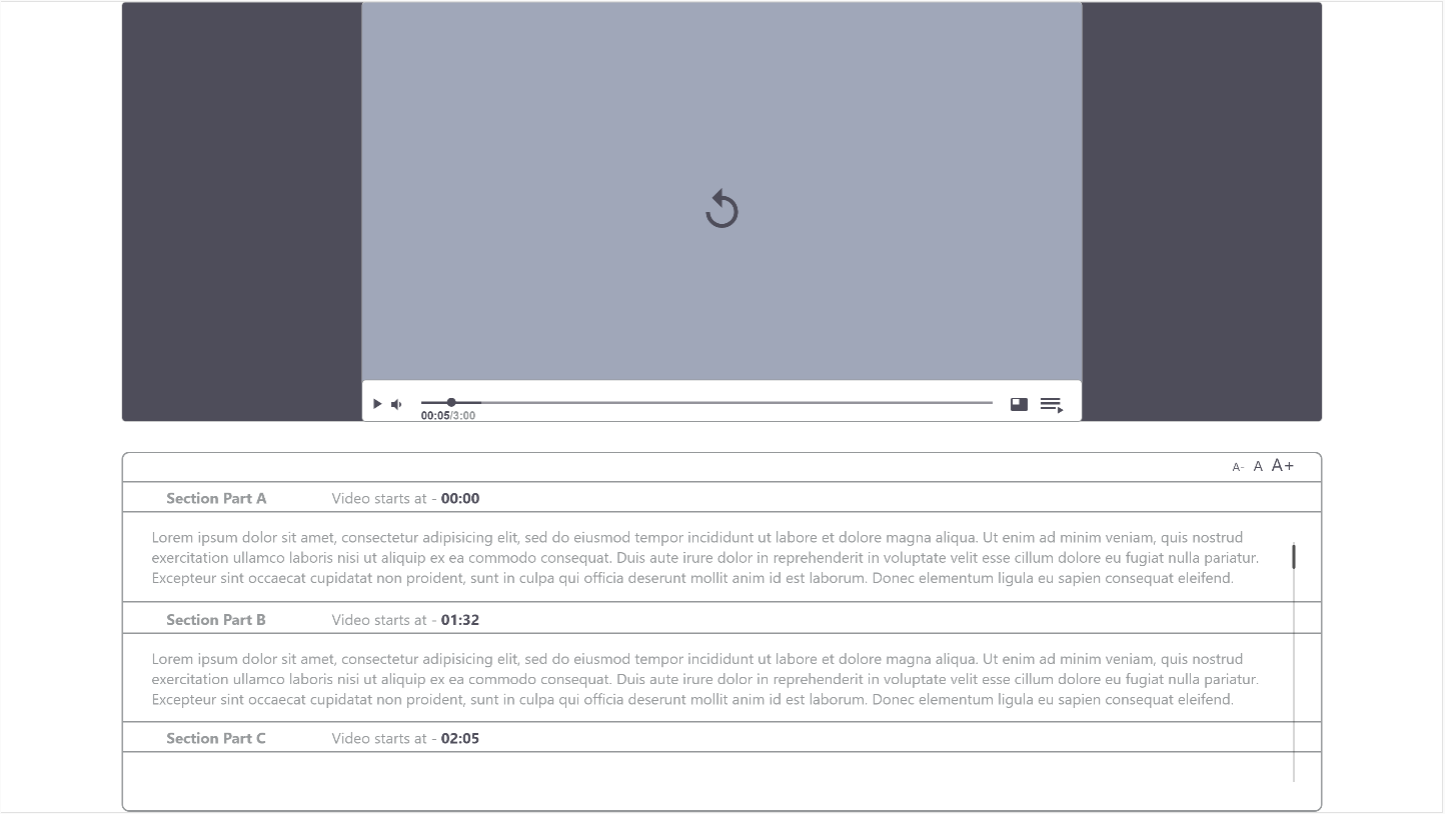 00:05/3:00
A- A A+
Section Part A Video starts at - 00:00
Lorem ipsum dolor sit amet, consectetur adipisicing elit, sed do eiusmod tempor incididunt ut labore et dolore magna aliqua. Ut enim ad minim veniam, quis nostrud
exercitation ullamco laboris nisi ut aliquip ex ea commodo consequat. Duis aute irure dolor in reprehenderit in voluptate velit esse cillum dolore eu fugiat nulla pariatur.
Excepteur sint occaecat cupidatat non proident, sunt in culpa qui officia deserunt mollit anim id est laborum. Donec elementum ligula eu sapien consequat eleifend.
Section Part B Video starts at - 01:32
Lorem ipsum dolor sit amet, consectetur adipisicing elit, sed do eiusmod tempor incididunt ut labore et dolore magna aliqua. Ut enim ad minim veniam, quis nostrud
exercitation ullamco laboris nisi ut aliquip ex ea commodo consequat. Duis aute irure dolor in reprehenderit in voluptate velit esse cillum dolore eu fugiat nulla pariatur.
Excepteur sint occaecat cupidatat non proident, sunt in culpa qui officia deserunt mollit anim id est laborum. Donec elementum ligula eu sapien consequat eleifend.
Section Part C Video starts at - 02:05